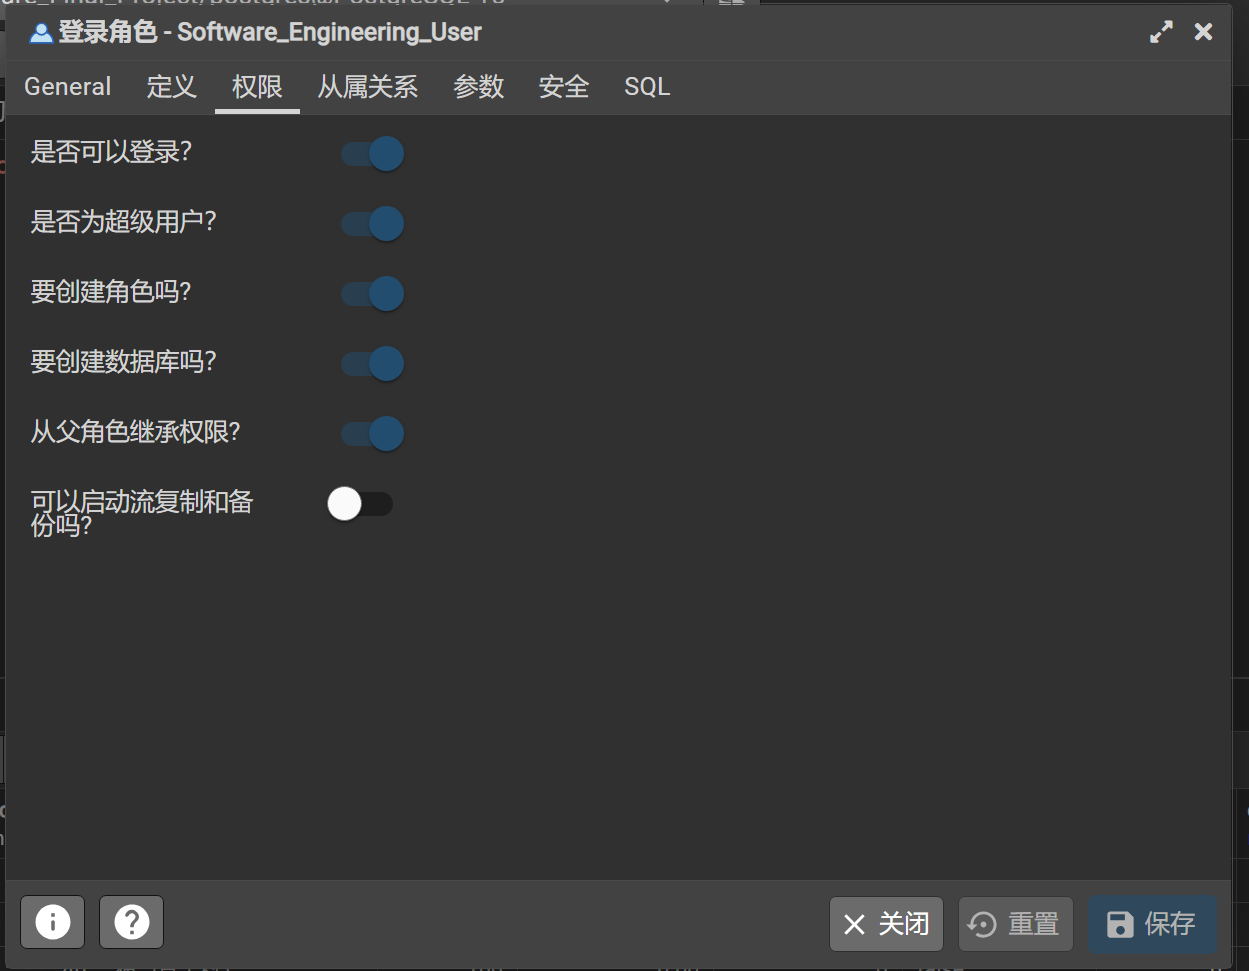 登录角色 - Software_Engineering_User
General 定义 权限 从属关系 参数 安全 SQL
是否可以登录?
是否为超级用户?
要创建角色吗?
要创建数据库吗?
从父角色继承权限?
可以启动流复制和备
份吗?
关闭 重置 保存